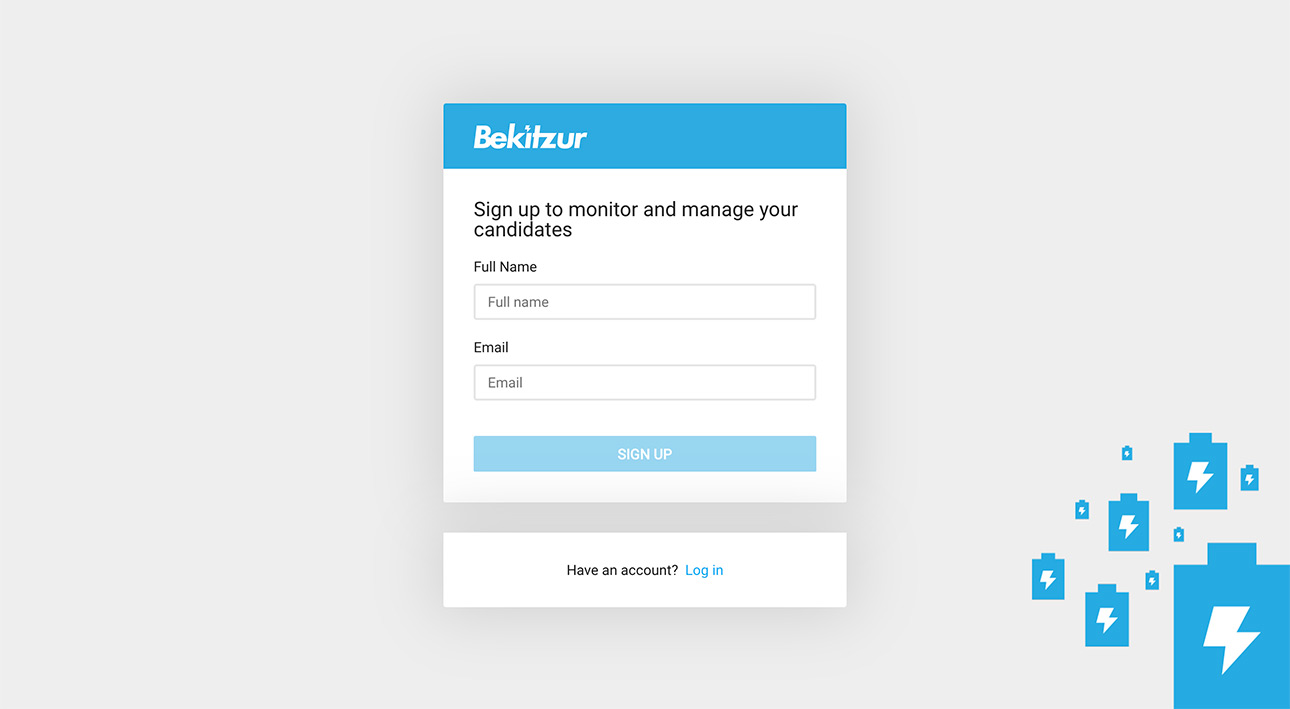 Bekitzur
Sign up to monitor and manage your
candidates
Full Name
Full name
Email
Email
SIGN UP
Have an account? Log in